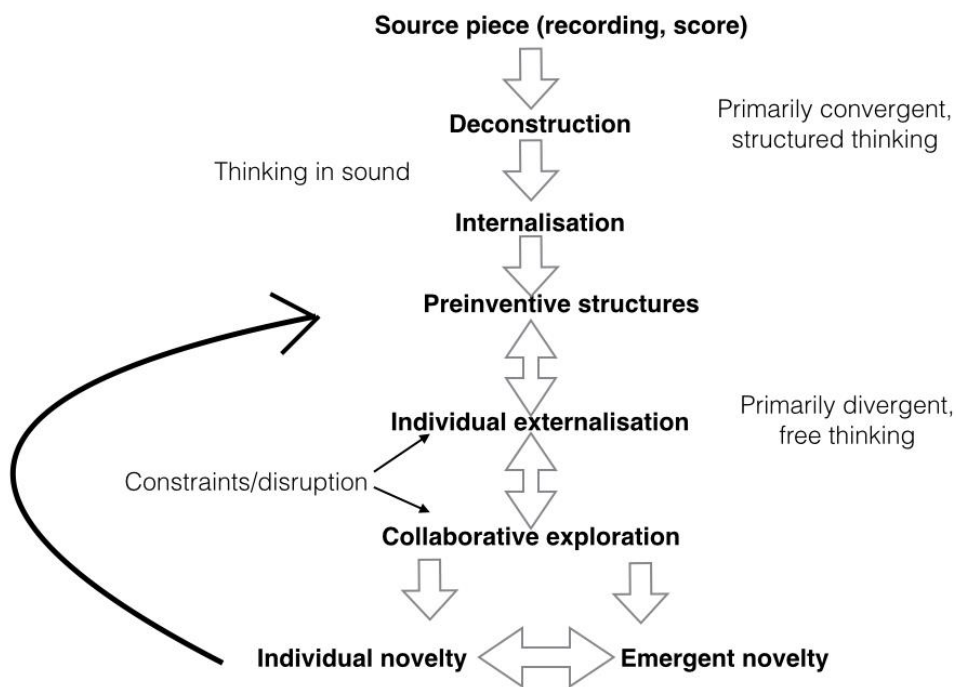 Source piece (recording, score)
Deconstruction
Primarily convergent,
structured thinking
Thinking in sound
Internalisation
Preinventive structures
Individual externalisation
Primarily divergent,
free thinking
Constraints/disruption
Collaborative exploration
Individual novelty
Emergent novelty